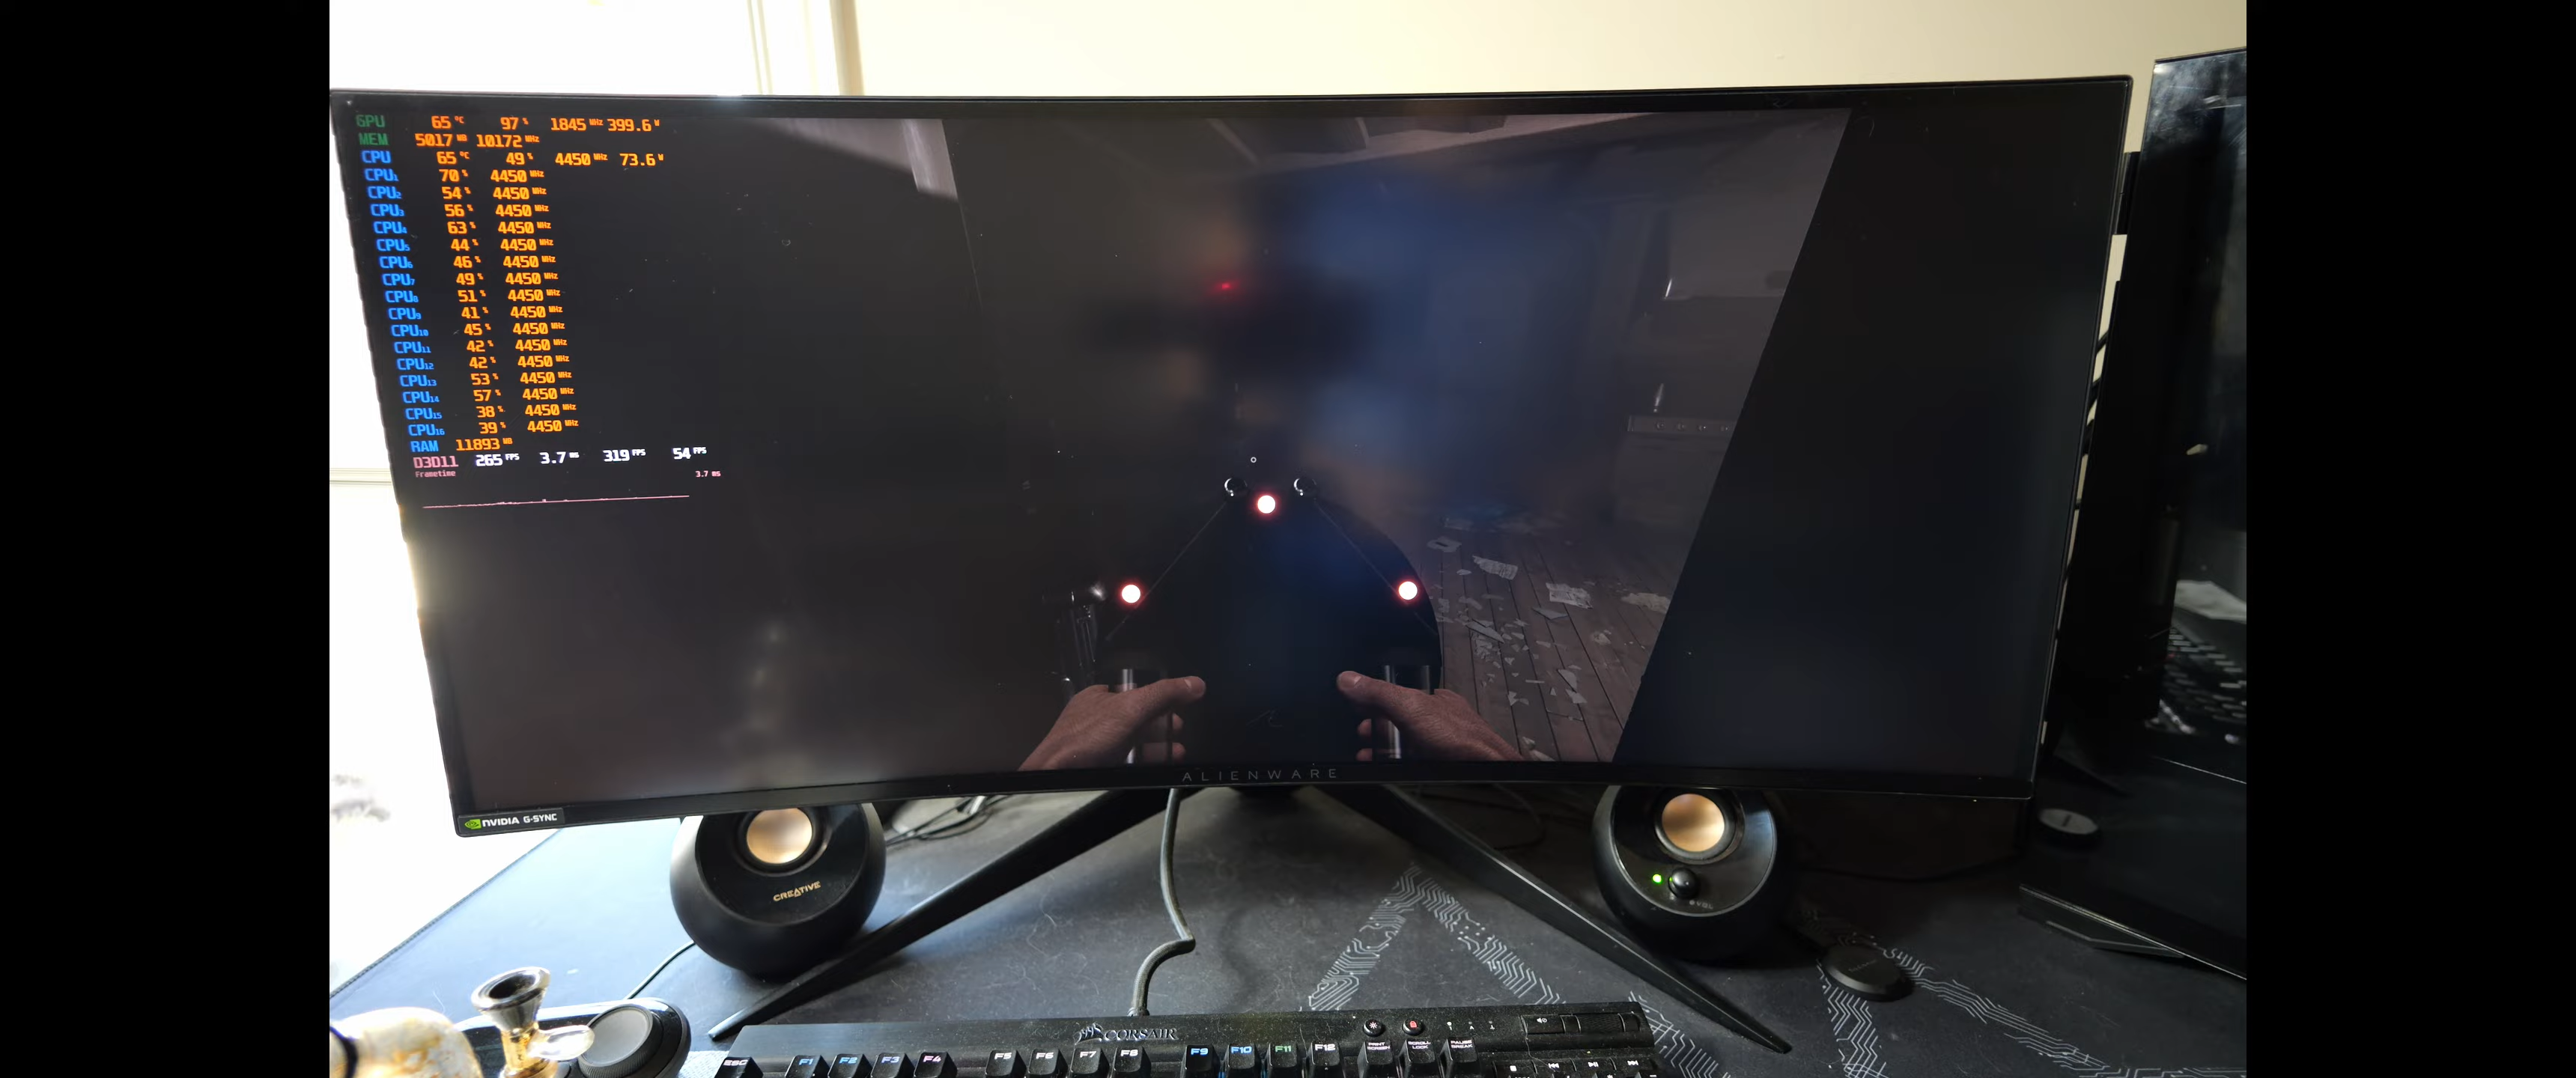 GPU 65 °C 97 % 1845 MHz 399.6 W
MEM 5017 MB 10172 MHz
CPU 65 °C 49 % 4450 MHz 73.6 W
CPU1 70 % 4450 MHz
CPU2 54 % 4450 MHz
CPU3 56 % 4450 MHz
CPU4 63 % 4450 MHz
CPU5 44 % 4450 MHz
CPU6 46 % 4450 MHz
CPU7 49 % 4450 MHz
CPU8 51 % 4450 MHz
CPU9 41 % 4450 MHz
CPU10 45 % 4450 MHz
CPU11 42 % 4450 MHz
CPU12 42 % 4450 MHz
CPU13 53 % 4450 MHz
CPU14 57 % 4450 MHz
CPU15 38 % 4450 MHz
CPU16 39 % 4450 MHz
RAM 11893 MB
D3D11 265 FPS 3.7 ms 319 FPS 54 FPS
Frametime 3.7 ms
ALIENWARE
NVIDIA G-SYNC
CREATIVE
CORSAIR
ESC F1 F2 F3 F4 F5 F6 F7 F8 F9 F10 F11 F12 PRINT SCREEN SCROLL LOCK PAUSE BREAK